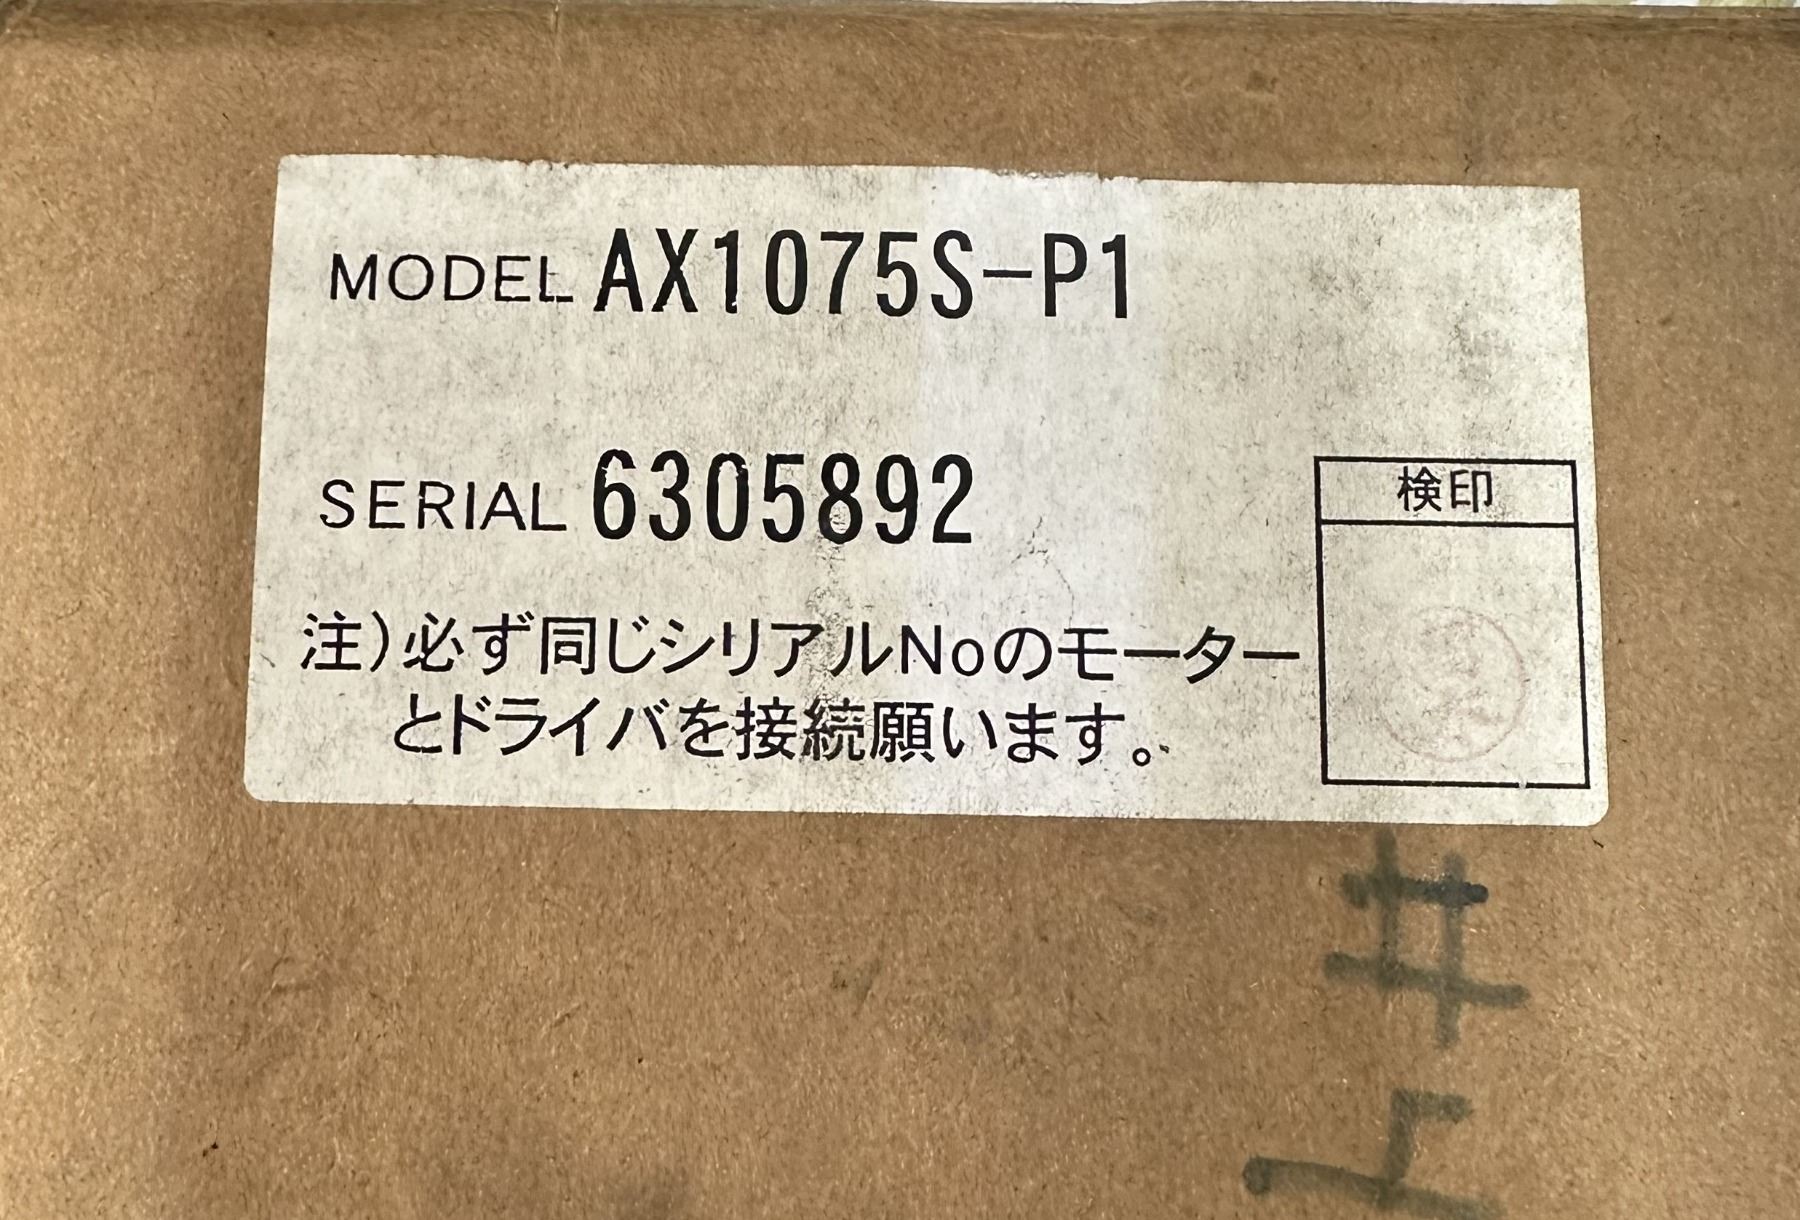 MODEL AX1075S-P1
SERIAL 6305892
検印
注)必ず同じシリアルNoのモーター
とドライバを接続願います。
#